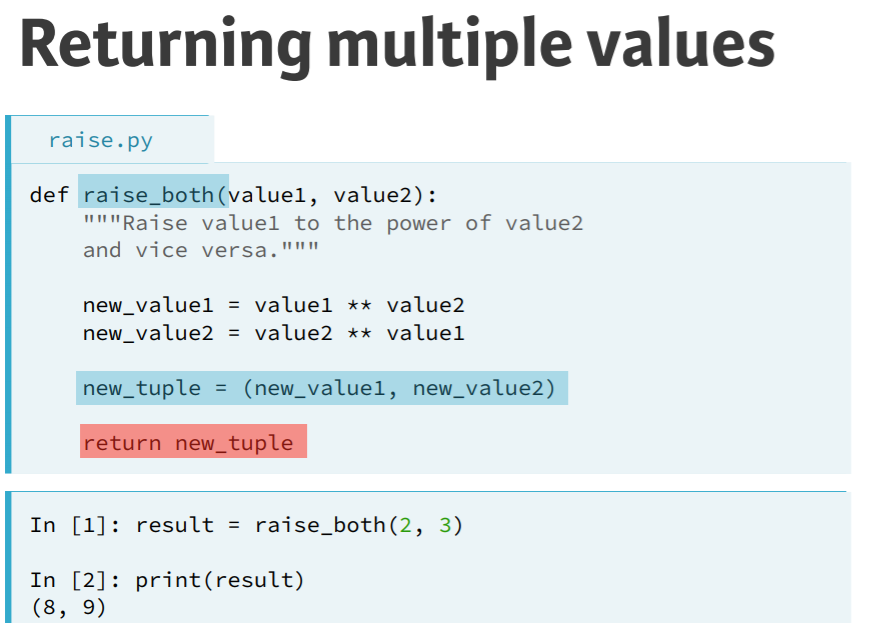 Returning multiple values
raise.py
def raise_both(value1, value2):
"""Raise value1 to the power of value2
and vice versa."""
new_value1 = value1 ** value2
new_value2 = value2 ** value1
new_tuple = (new_value1, new_value2)
return new_tuple
In [1]: result = raise_both(2, 3)
In [2]: print(result)
(8, 9)